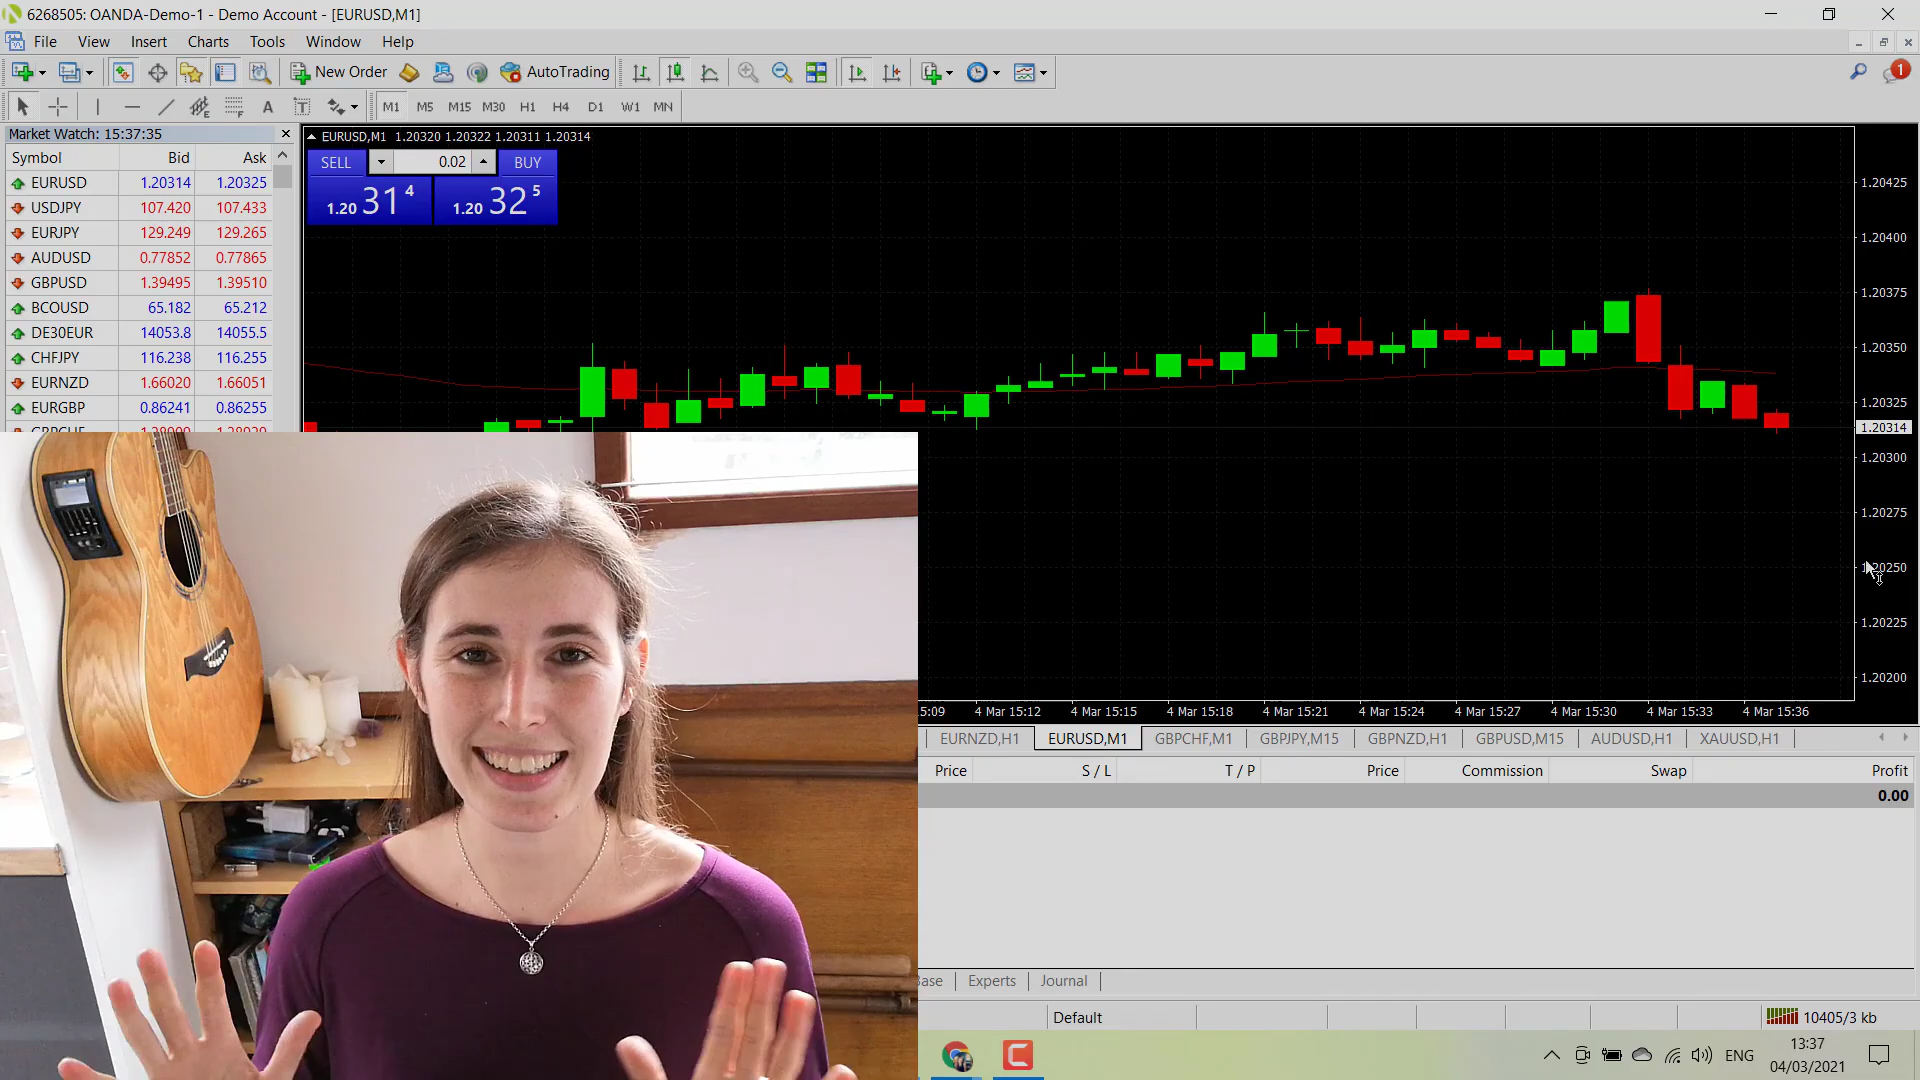 6268505: OANDA-Demo-1 - Demo Account - [EURUSD,M1]
File View Insert Charts Tools Window Help
New Order AutoTrading 1
A T M1 M5 M15 M30 H1 H4 D1 W1 MN
Market Watch: 15:37:35
Symbol Bid Ask
EURUSD 1.20314 1.20325
USDJPY 107.420 107.433
EURJPY 129.249 129.265
AUDUSD 0.77852 0.77865
GBPUSD 1.39495 1.39510
BCOUSD 65.182 65.212
DE30EUR 14053.8 14055.5
CHFJPY 116.238 116.255
EURNZD 1.66020 1.66051
EURGBP 0.86241 0.86255
EURUSD,M1 1.20320 1.20322 1.20311 1.20314
SELL 0.02 BUY
1.20 31 4 1.20 32 5
1.20425
1.20400
1.20375
1.20350
1.20325
1.20314
1.20300
1.20275
1.20250
1.20225
1.20200
5:09 4 Mar 15:12 4 Mar 15:15 4 Mar 15:18 4 Mar 15:21 4 Mar 15:24 4 Mar 15:27 4 Mar 15:30 4 Mar 15:33 4 Mar 15:36
EURNZD,H1 EURUSD,M1 GBPCHF,M1 GBPJPY,M15 GBPNZD,H1 GBPUSD,M15 AUDUSD,H1 XAUUSD,H1
Price S / L T / P Price Commission Swap Profit
0.00
Base Experts Journal
Default 10405/3 kb
ENG 13:37
04/03/2021